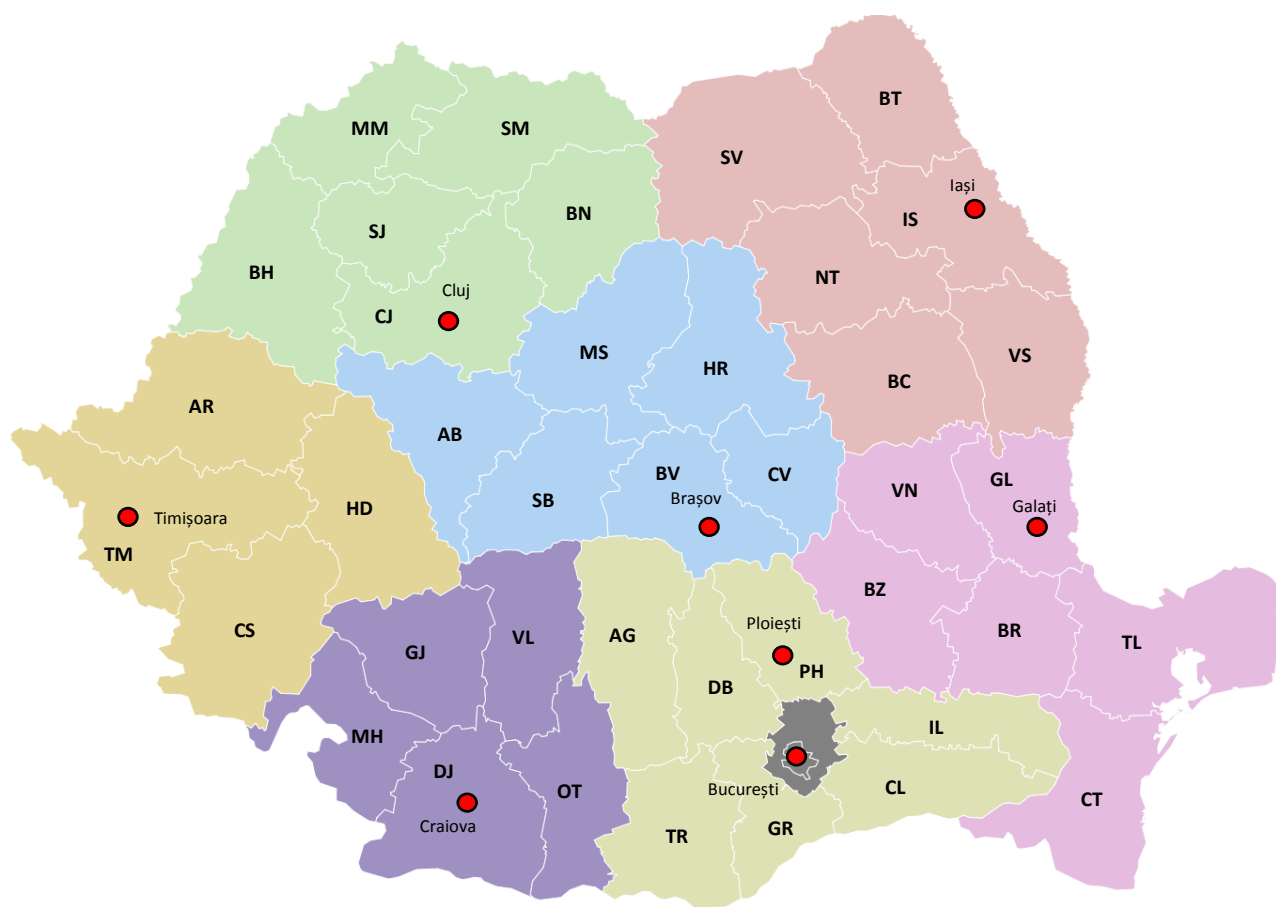 BT
MM
SM
SV
Iași
BN
IS
SJ
BH
NT
Cluj
CJ
MS
VS
HR
BC
AR
AB
GL
BV
CV
VN
Brașov
SB
HD
Galați
Timișoara
TM
BZ
Ploiești
CS
BR
AG
VL
TL
GJ
PH
DB
IL
MH
DJ
București
CL
OT
CT
Craiova
GR
TR